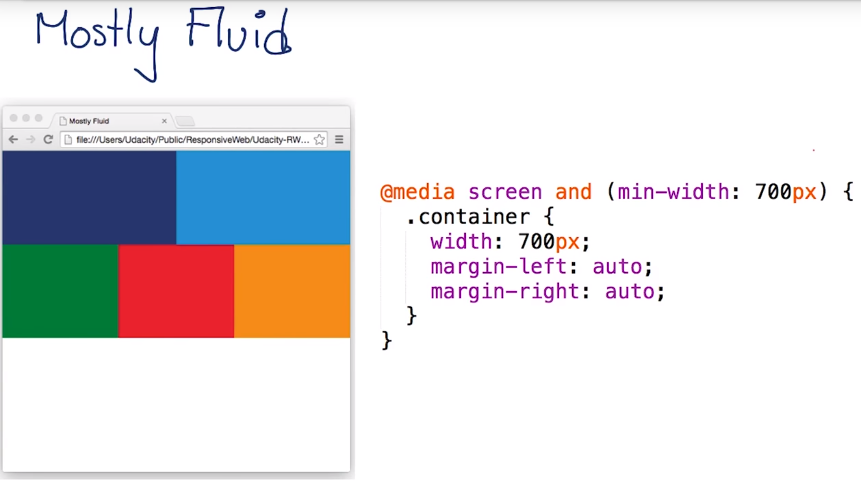 Mostly Fluid
Mostly Fluid
file:///Users/Udacity/Public/ResponsiveWeb/Udacity-RW...
@media screen and (min-width: 700px) {
.container {
width: 700px;
margin-left: auto;
margin-right: auto;
}
}